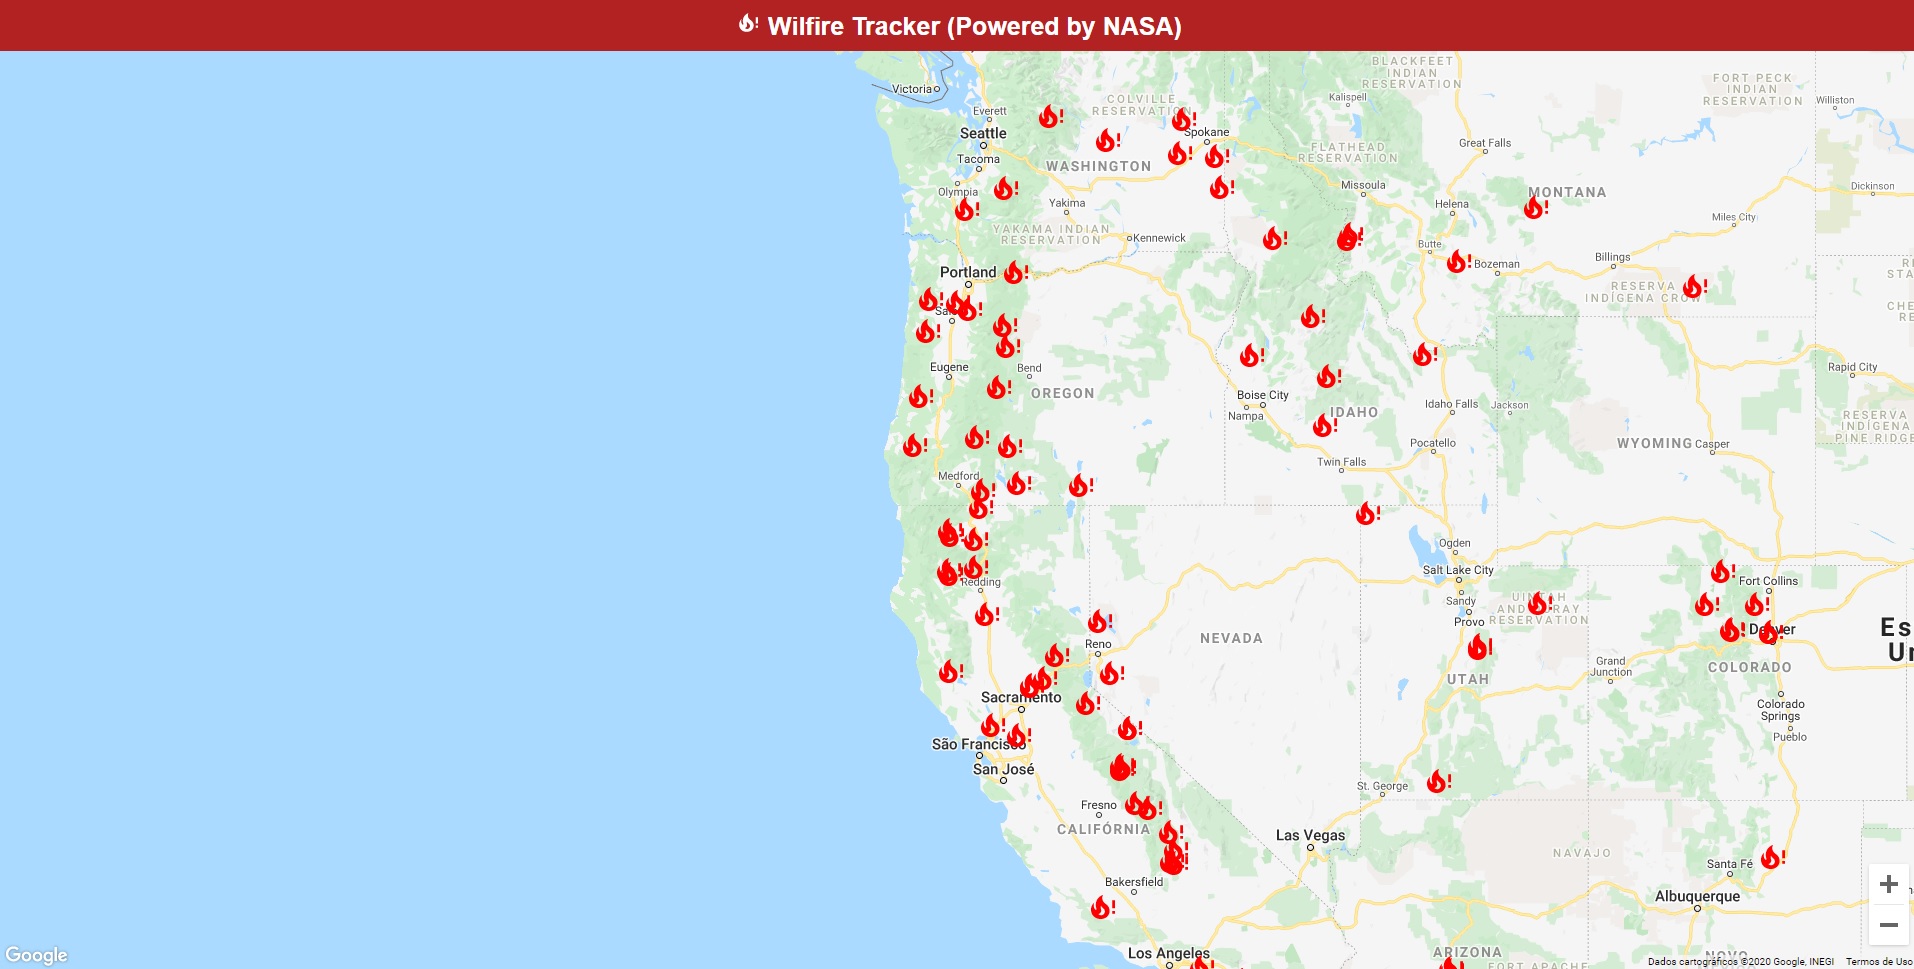 Wilfire Tracker (Powered by NASA)
BLACKFEET
INDIAN
RESERVATION
FORT PECK
INDIAN
RESERVATION
Victoria
COLVILLE
RESERVATION
Kalispell
Williston
Everett
Seattle
Spokane
Great Falls
Tacoma
WASHINGTON
FLATHEAD
RESERVATION
Olympia
Missoula
MONTANA
Dickinson
Yakima
Helena
Miles City
YAKAMA INDIAN
RESERVATION
Kennewick
Butte
Billings
Bozeman
Portland
RESERVA
INDÍGENA CROW
Eugene
Bend
Rapid City
OREGON
Boise City
Nampa
IDAHO
Idaho Falls
Jackson
RESERVA
INDÍGENA
PINE RIDGE
Pocatello
WYOMING
Casper
Medford
Twin Falls
Ogden
Redding
Salt Lake City
Fort Collins
Sandy
UINTAH
AND OURAY
RESERVATION
Provo
Denver
Reno
NEVADA
Grand
Junction
COLORADO
UTAH
Sacramento
Colorado
Springs
São Francisco
Pueblo
San José
St. George
Fresno
CALIFÓRNIA
Las Vegas
NAVAJO
Santa Fé
Bakersfield
Albuquerque
Los Angeles
ARIZONA
FORT APACHE
NOVO
Google
Dados cartográficos ©2020 Google, INEGI
Termos de Uso